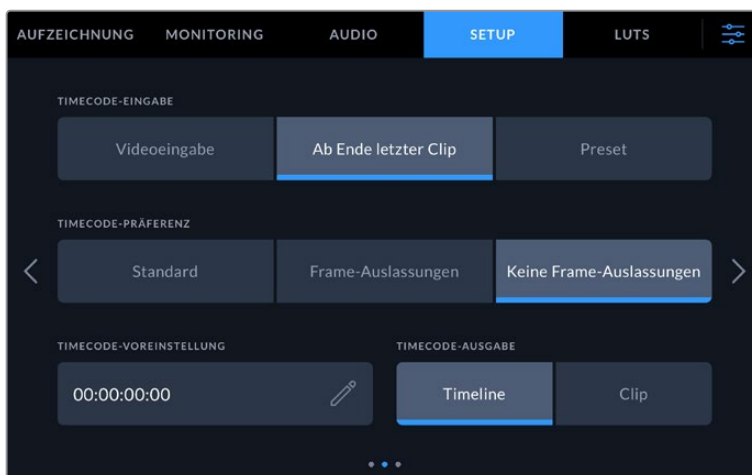 AUFZEICHNUNG MONITORING AUDIO SETUP LUTS
TIMECODE-EINGABE
Videoeingabe Ab Ende letzter Clip Preset
TIMECODE-PRÄFERENZ
Standard Frame-Auslassungen Keine Frame-Auslassungen
TIMECODE-VOREINSTELLUNG TIMECODE-AUSGABE
00:00:00:00 Timeline Clip